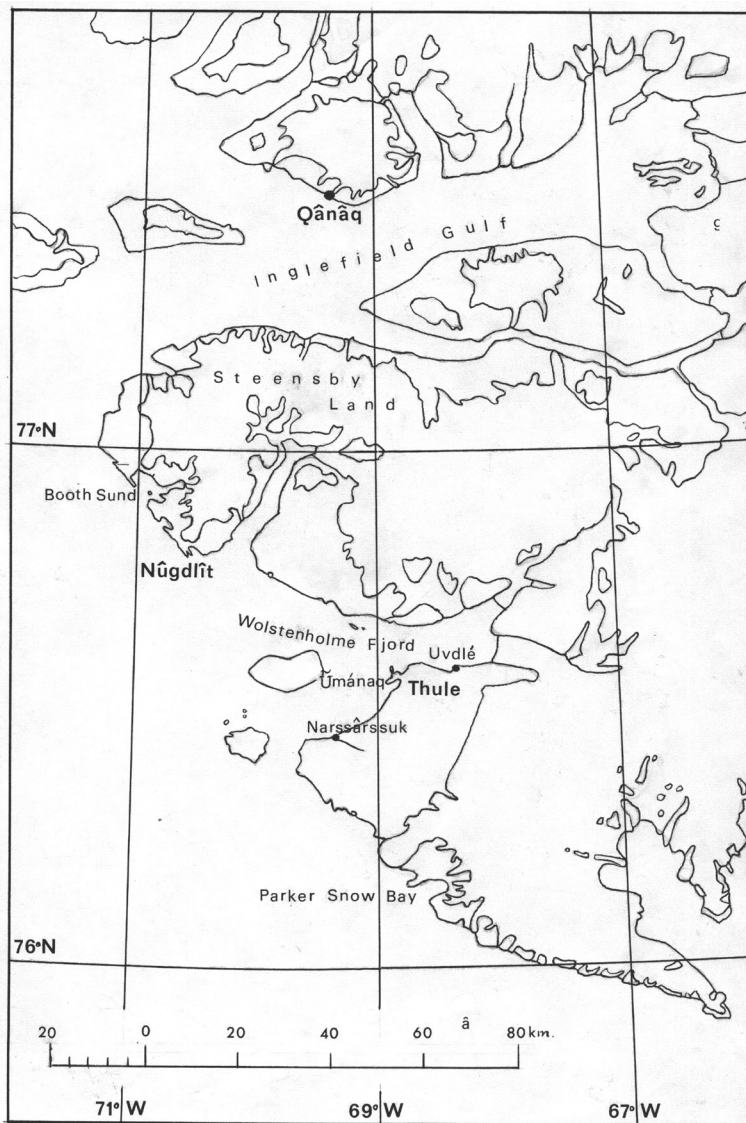 Qânâq
Inglefield Gulf
g
Steensby
Land
77°N
Booth Sund
Nûgdlît
Wolstenholme Fjord
Uvdlé
Ũmánaq
Thule
Narssârssuk
Parker Snow Bay
76°N
20 0 20 40 60 80 km.
â
71°W 69°W 67°W